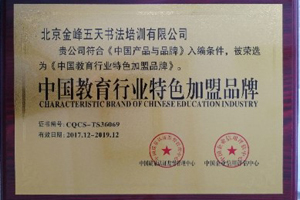 北京金峰五天书法培训有限公司
贵公司符合《中国产品与品牌》入编条件，被荣选
为《中国教育行业特色加盟品牌》。
中国教育行业特色加盟品牌
CHARACTERISTIC BRAND OF CHINESE EDUCATION INDUSTRY
证书编号：CQCS-TS36069
有效日期：2017.12-2019.12